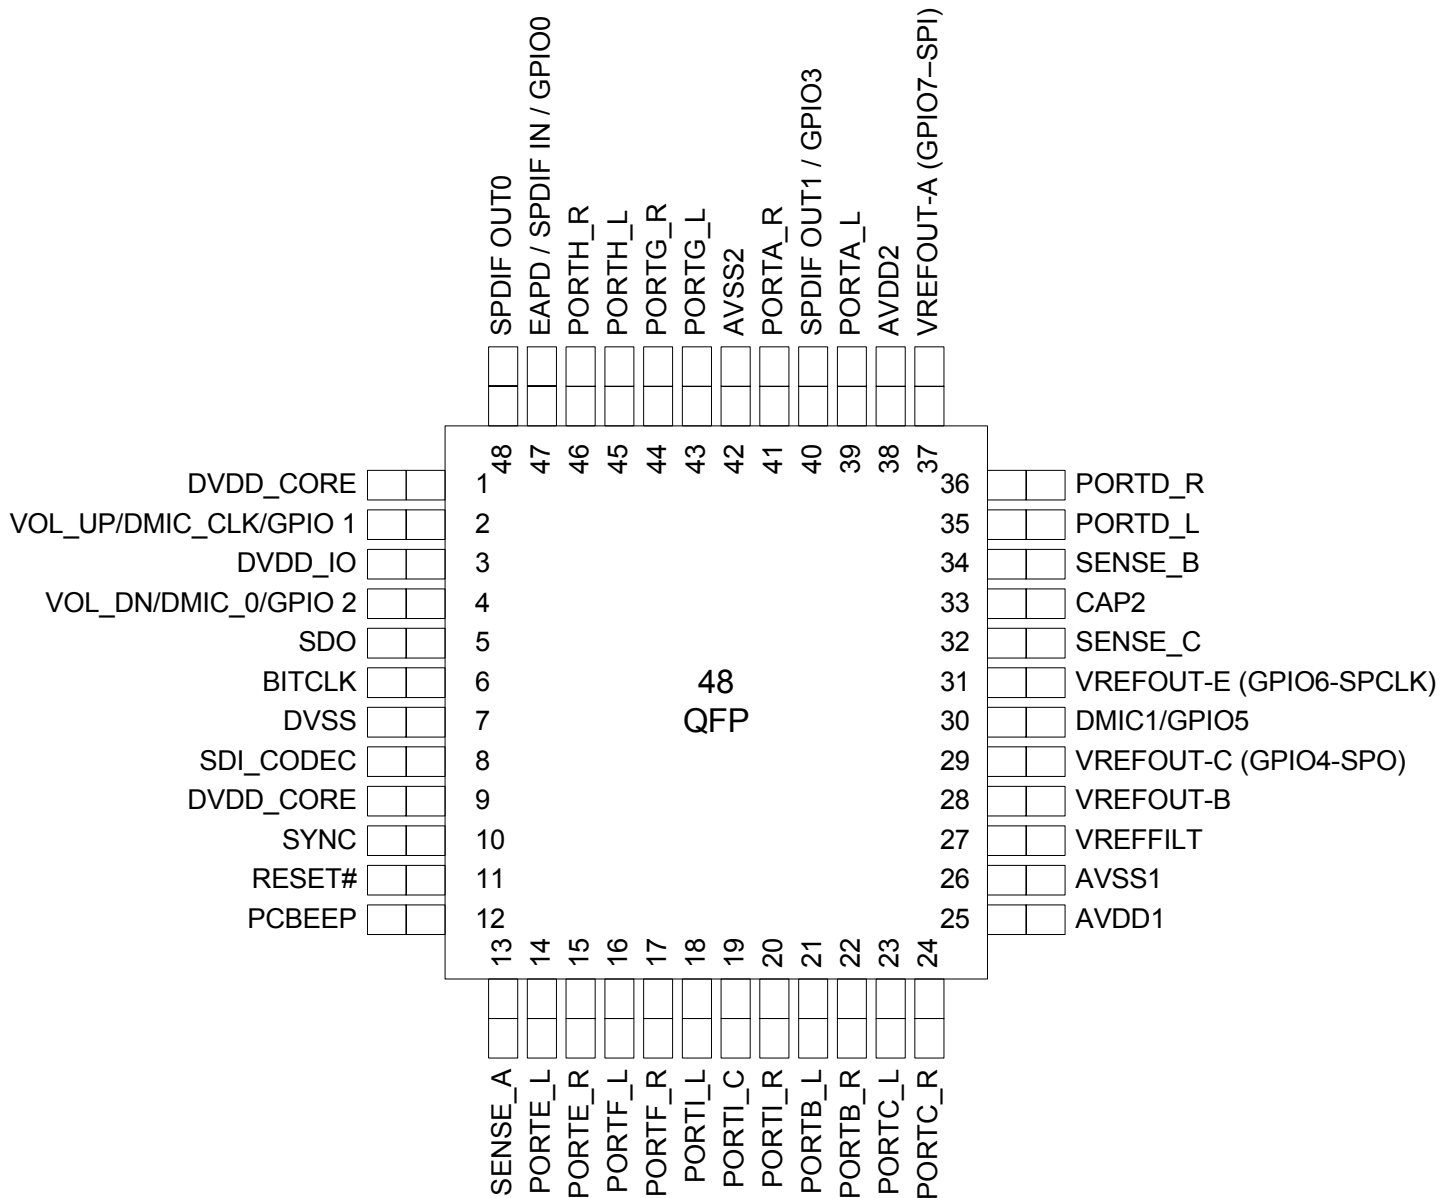 SPDIF OUT0
EAPD / SPDIF IN / GPIO0
PORTH_R
PORTH_L
PORTG_R
PORTG_L
AVSS2
PORTA_R
SPDIF OUT1 / GPIO3
PORTA_L
AVDD2
VREFOUT-A (GPIO7–SPI)
48
47
46
45
44
43
42
41
40
39
38
37
DVDD_CORE 1
VOL_UP/DMIC_CLK/GPIO 1 2
DVDD_IO 3
VOL_DN/DMIC_0/GPIO 2 4
SDO 5
BITCLK 6
DVSS 7
SDI_CODEC 8
DVDD_CORE 9
SYNC 10
RESET# 11
PCBEEP 12
48
QFP
36 PORTD_R
35 PORTD_L
34 SENSE_B
33 CAP2
32 SENSE_C
31 VREFOUT-E (GPIO6-SPCLK)
30 DMIC1/GPIO5
29 VREFOUT-C (GPIO4-SPO)
28 VREFOUT-B
27 VREFFILT
26 AVSS1
25 AVDD1
13
14
15
16
17
18
19
20
21
22
23
24
SENSE_A
PORTE_L
PORTE_R
PORTF_L
PORTF_R
PORTI_L
PORTI_C
PORTI_R
PORTB_L
PORTB_R
PORTC_L
PORTC_R